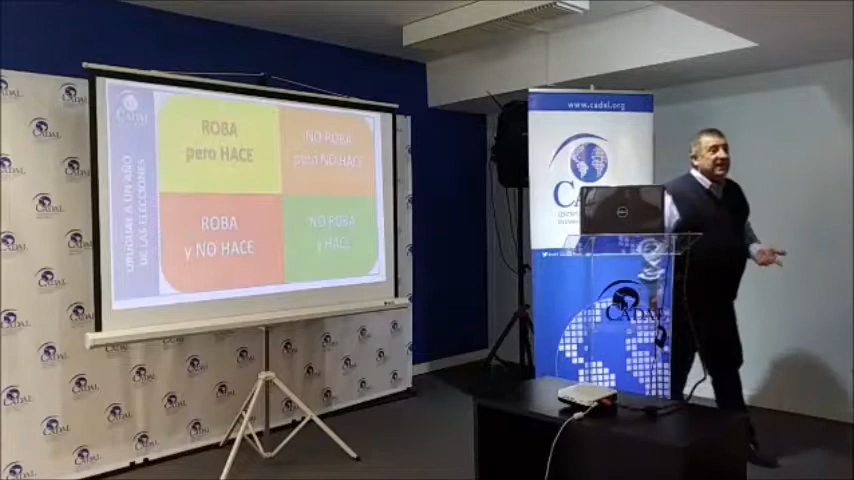 URUGUAY A UN AÑO
DE LAS ELECCIONES
ROBA
pero HACE
NO ROBA
pero NO HACE
ROBA
y NO HACE
NO ROBA
y HACE
www.cadal.org
CADAL
DELL
CADAL